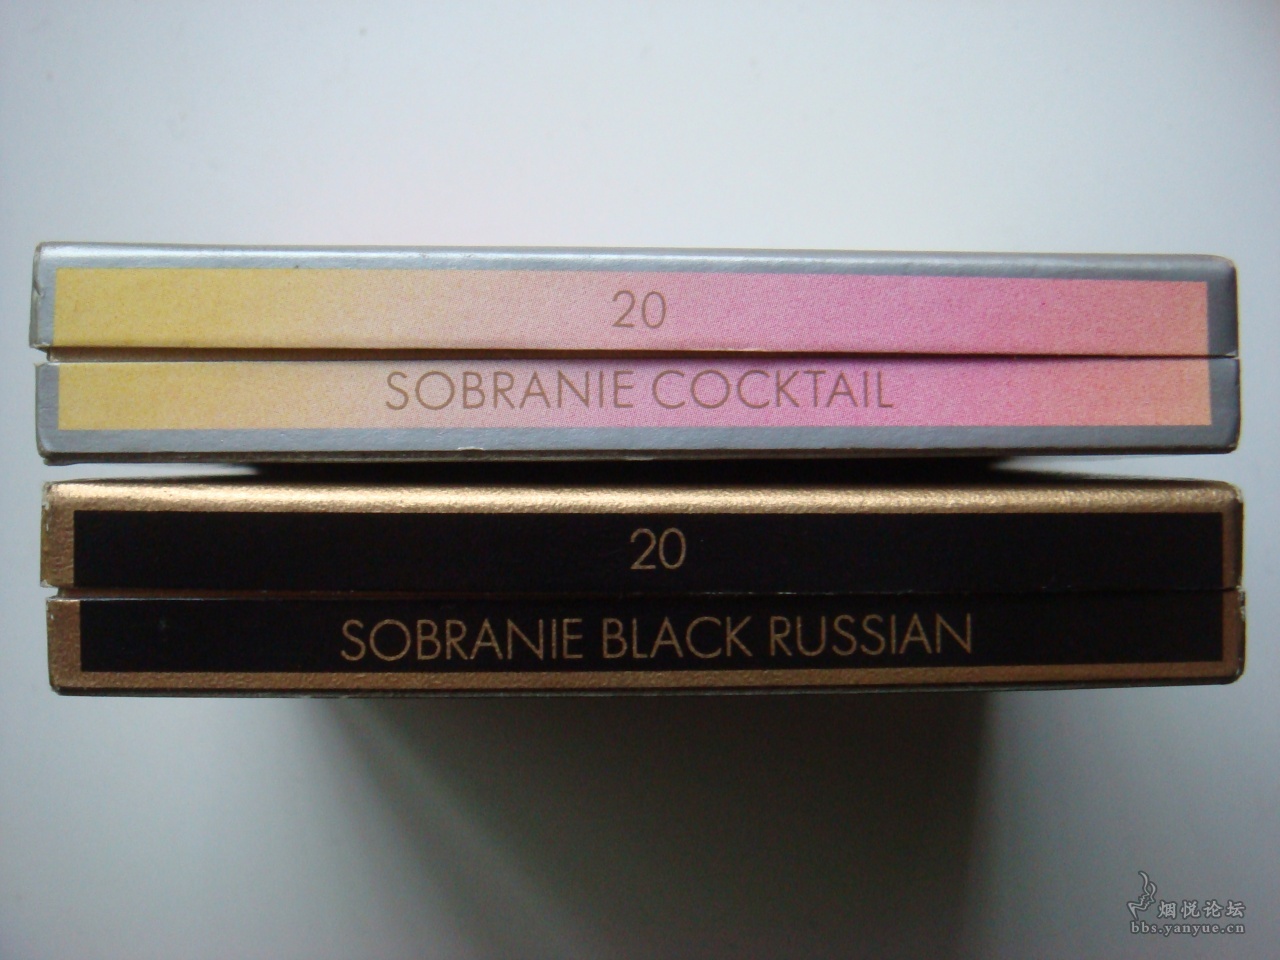 20
SOBRANIE COCKTAIL
20
SOBRANIE BLACK RUSSIAN
烟悦论坛
bbs.yanyue.cn